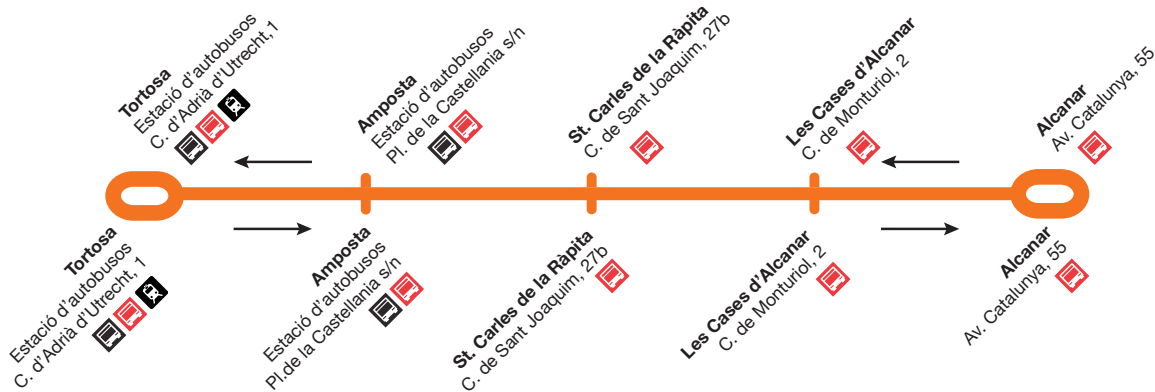 Tortosa
Estació d'autobusos
C. d'Adrià d'Utrecht, 1
Amposta
Estació d'autobusos
Pl. de la Castellania s/n
St. Carles de la Ràpita
C. de Sant Joaquim, 27b
Les Cases d'Alcanar
C. de Monturiol, 2
Alcanar
Av. Catalunya, 55
Tortosa
Estació d'autobusos
C. d'Adrià d'Utrecht, 1
Amposta
Estació d'autobusos
Pl.de la Castellania s/n
St. Carles de la Ràpita
C. de Sant Joaquim, 27b
Les Cases d'Alcanar
C. de Monturiol, 2
Alcanar
Av. Catalunya, 55